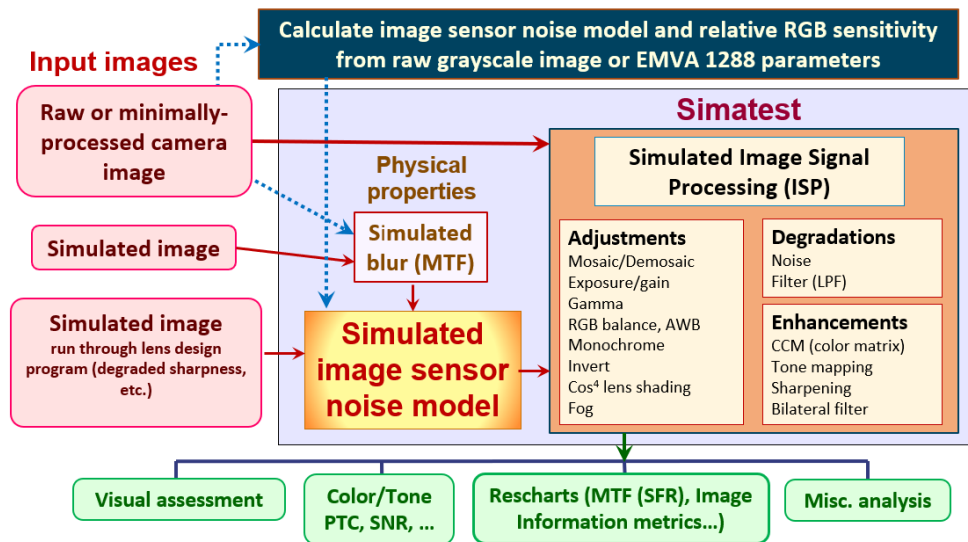 Calculate image sensor noise model and relative RGB sensitivity
from raw grayscale image or EMVA 1288 parameters
Input images
Raw or minimally-
processed camera
image
Simulated image
Simulated image
run through lens design
program (degraded sharpness,
etc.)
Simatest
Physical
properties
Simulated
blur (MTF)
Simulated
image sensor
noise model
Simulated Image Signal
Processing (ISP)
Adjustments
Mosaic/Demosaic
Exposure/gain
Gamma
RGB balance, AWB
Monochrome
Invert
Cos⁴ lens shading
Fog
Degradations
Noise
Filter (LPF)
Enhancements
CCM (color matrix)
Tone mapping
Sharpening
Bilateral filter
Visual assessment
Color/Tone
PTC, SNR, ...
Rescharts (MTF (SFR), Image
Information metrics...)
Misc. analysis